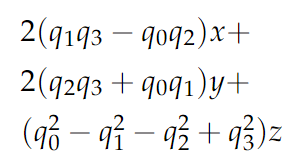 2(q₁q₃ − q₀q₂)x+
2(q₂q₃ + q₀q₁)y+
(q₀² − q₁² − q₂² + q₃²)z